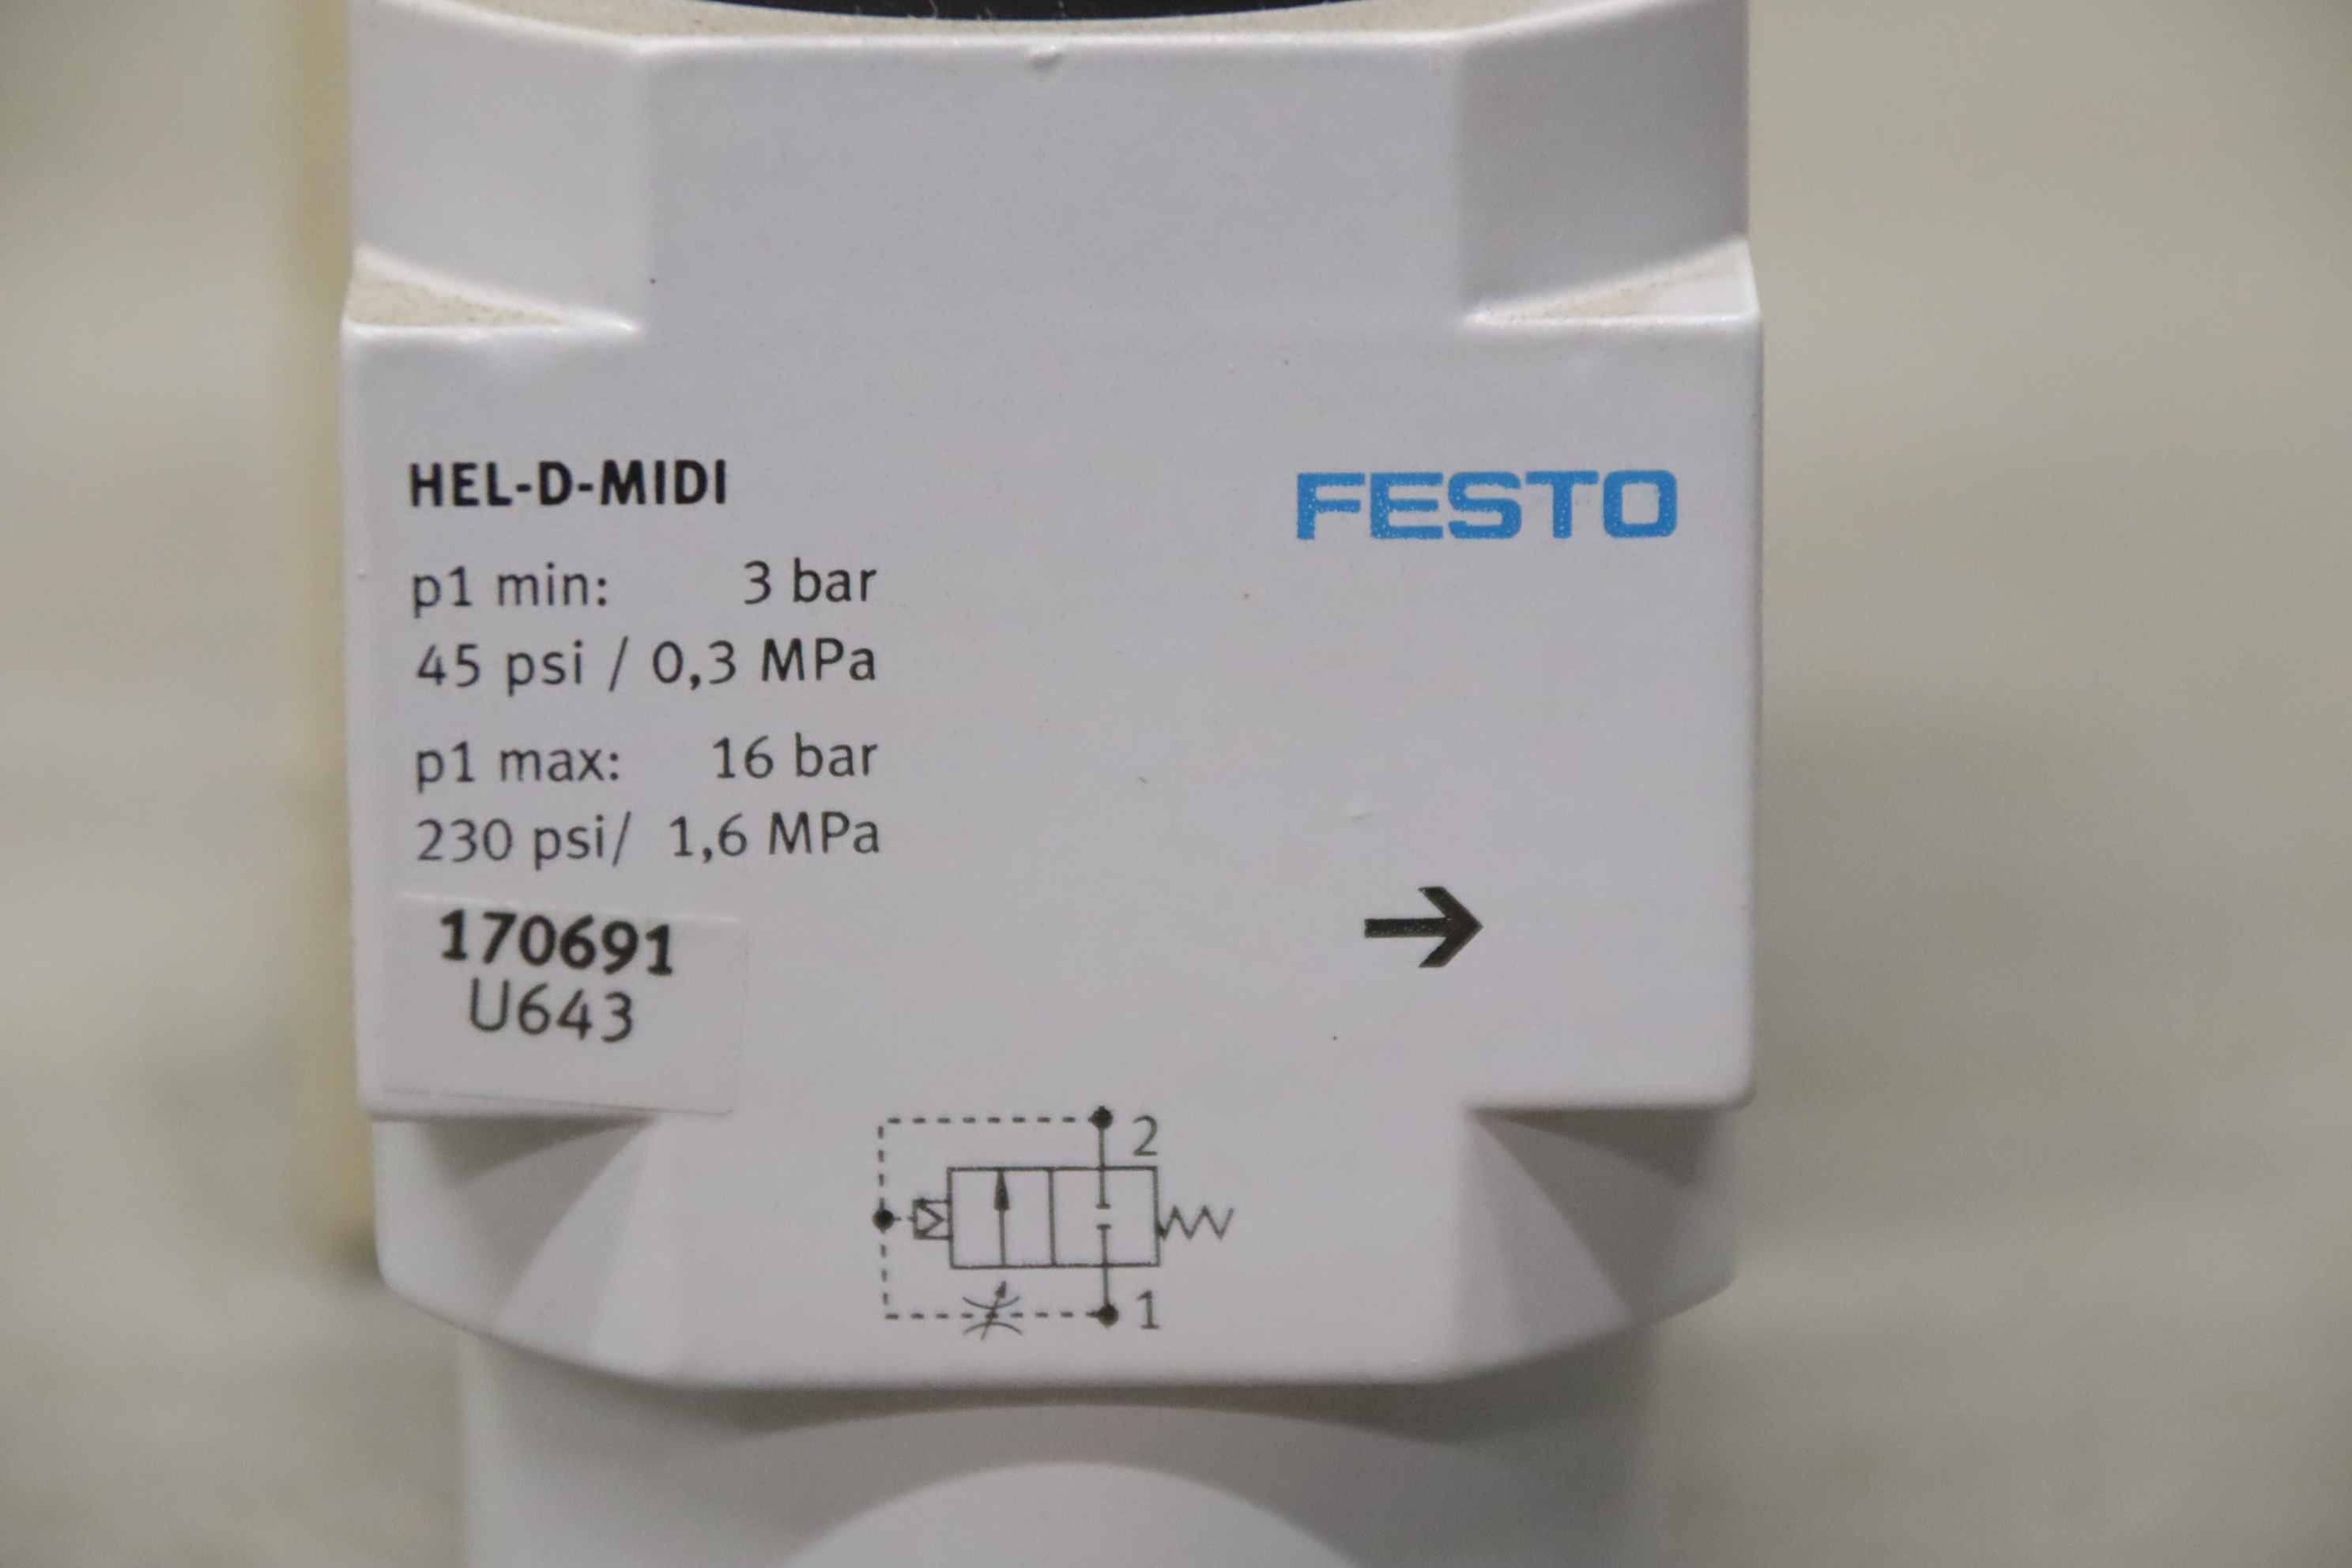 HEL-D-MIDI
FESTO
p1 min: 3 bar
45 psi / 0,3 MPa
p1 max: 16 bar
230 psi/ 1,6 MPa
170691
U643
2
1